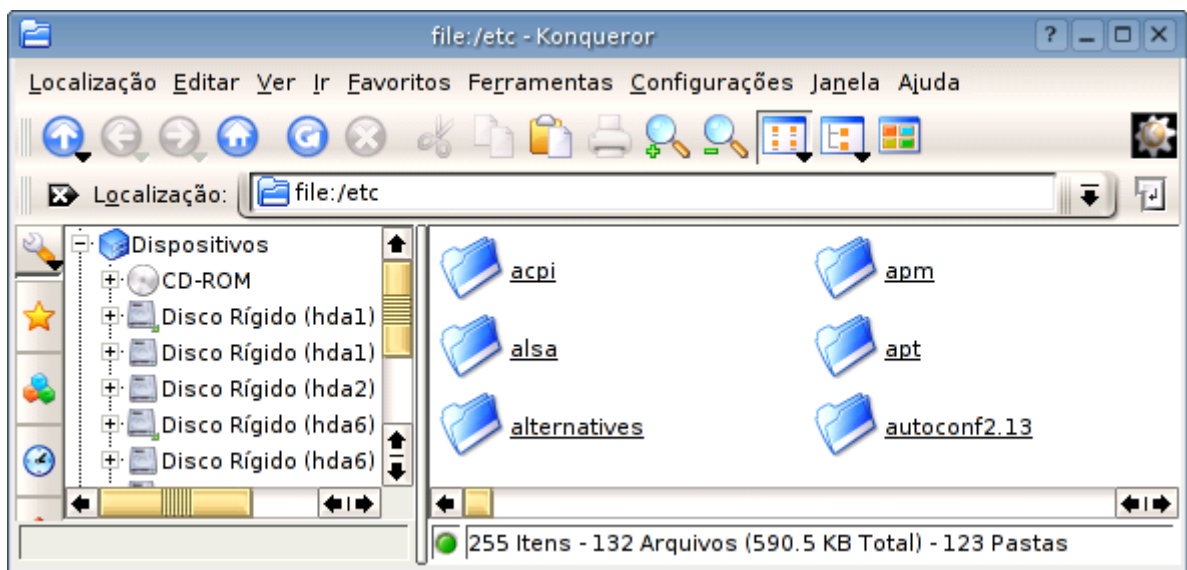 file:/etc - Konqueror
Localização Editar Ver Ir Favoritos Ferramentas Configurações Janela Ajuda
Localização: file:/etc
Dispositivos
CD-ROM
Disco Rígido (hda1)
Disco Rígido (hda1)
Disco Rígido (hda2)
Disco Rígido (hda6)
Disco Rígido (hda6)
acpi
apm
alsa
apt
alternatives
autoconf2.13
255 Itens - 132 Arquivos (590.5 KB Total) - 123 Pastas